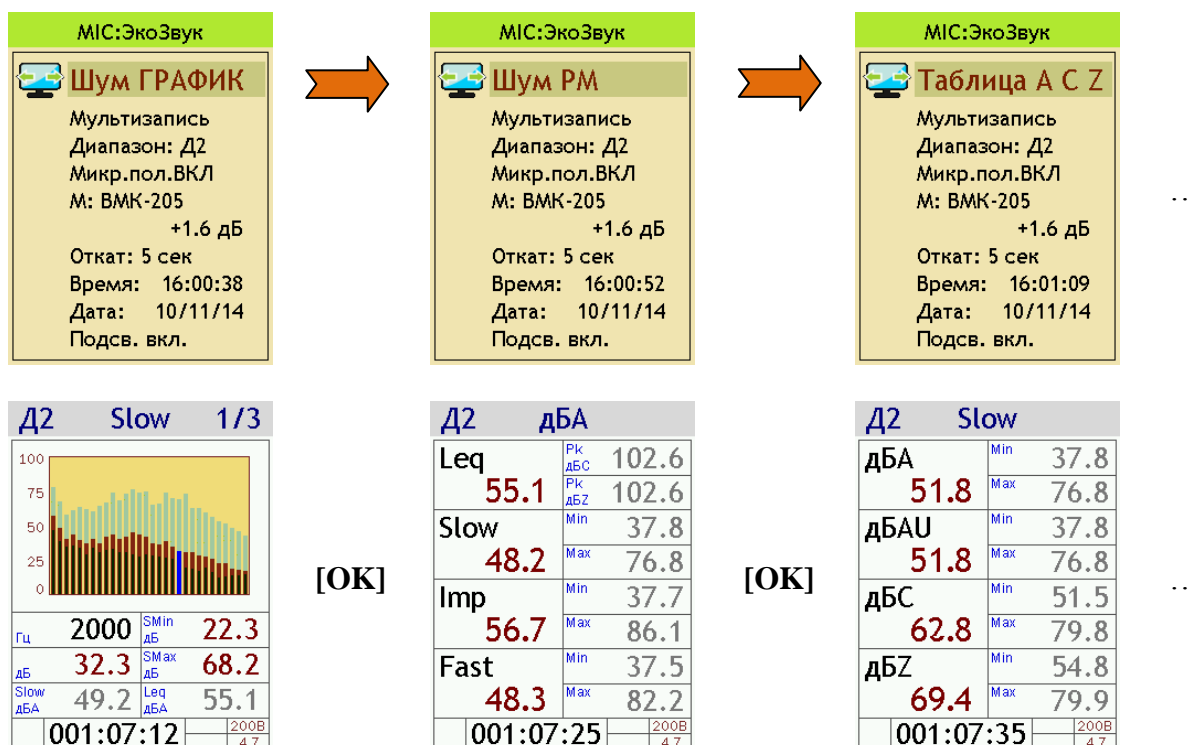 MIC:ЭкоЗвук
Шум ГРАФИК
Мультизапись
Диапазон: Д2
Микр.пол.ВКЛ
М: ВМК-205
+1.6 дБ
Откат: 5 сек
Время: 16:00:38
Дата: 10/11/14
Подсв. вкл.
MIC:ЭкоЗвук
Шум РМ
Мультизапись
Диапазон: Д2
Микр.пол.ВКЛ
М: ВМК-205
+1.6 дБ
Откат: 5 сек
Время: 16:00:52
Дата: 10/11/14
Подсв. вкл.
MIC:ЭкоЗвук
Таблица A C Z
Мультизапись
Диапазон: Д2
Микр.пол.ВКЛ
М: ВМК-205
+1.6 дБ
Откат: 5 сек
Время: 16:01:09
Дата: 10/11/14
Подсв. вкл.
..
Д2 Slow 1/3
100
75
50
25
0
Гц 2000 SMin дБ 22.3
дБ 32.3 SMax дБ 68.2
Slow дБА 49.2 Leq дБА 55.1
001:07:12 200В 4.7
[OK]
Д2 дБА
Leq 55.1 Pk дБС 102.6
Pk дБZ 102.6
Slow 48.2 Min 37.8
Max 76.8
Imp 56.7 Min 37.7
Max 86.1
Fast 48.3 Min 37.5
Max 82.2
001:07:25 200В 4.7
[OK]
Д2 Slow
дБА 51.8 Min 37.8
Max 76.8
дБAU 51.8 Min 37.8
Max 76.8
дБС 62.8 Min 51.5
Max 79.8
дБZ 69.4 Min 54.8
Max 79.9
001:07:35 200В 4.7
..